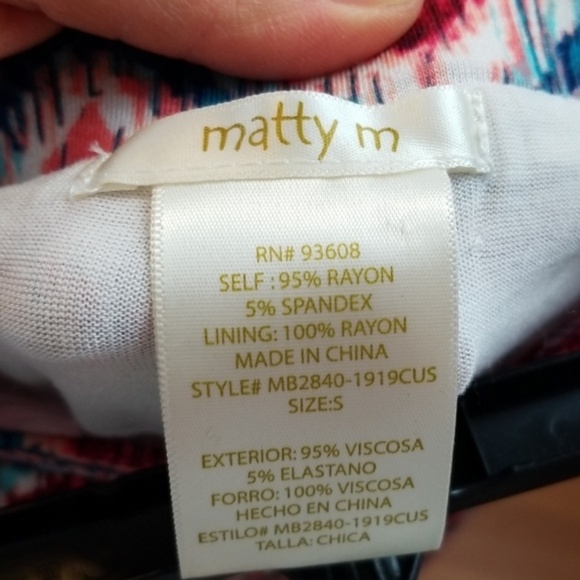 matty m
RN# 93608
SELF : 95% RAYON
5% SPANDEX
LINING: 100% RAYON
MADE IN CHINA
STYLE# MB2840-1919CUS
SIZE:S
EXTERIOR: 95% VISCOSA
5% ELASTANO
FORRO: 100% VISCOSA
HECHO EN CHINA
ESTILO# MB2840-1919CUS
TALLA: CHICA